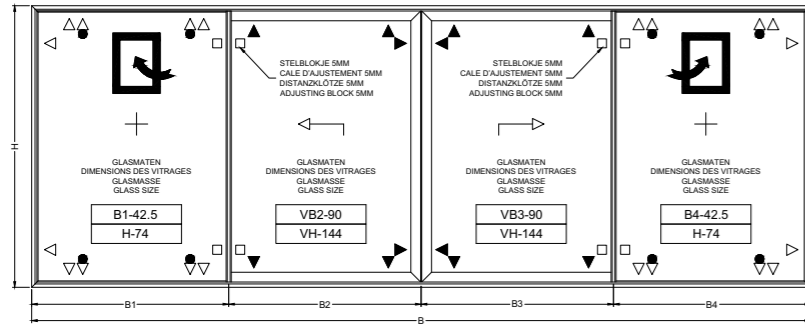 STELBLOKJE 5MM
CALE D'AJUSTEMENT 5MM
DISTANZKLÖTZE 5MM
ADJUSTING BLOCK 5MM
STELBLOKJE 5MM
CALE D'AJUSTEMENT 5MM
DISTANZKLÖTZE 5MM
ADJUSTING BLOCK 5MM
H
GLASMATEN
DIMENSIONS DES VITRAGES
GLASMASSE
GLASS SIZE
B1-42.5
H-74
GLASMATEN
DIMENSIONS DES VITRAGES
GLASMASSE
GLASS SIZE
VB2-90
VH-144
GLASMATEN
DIMENSIONS DES VITRAGES
GLASMASSE
GLASS SIZE
VB3-90
VH-144
GLASMATEN
DIMENSIONS DES VITRAGES
GLASMASSE
GLASS SIZE
B4-42.5
H-74
B1
B2
B3
B4
B